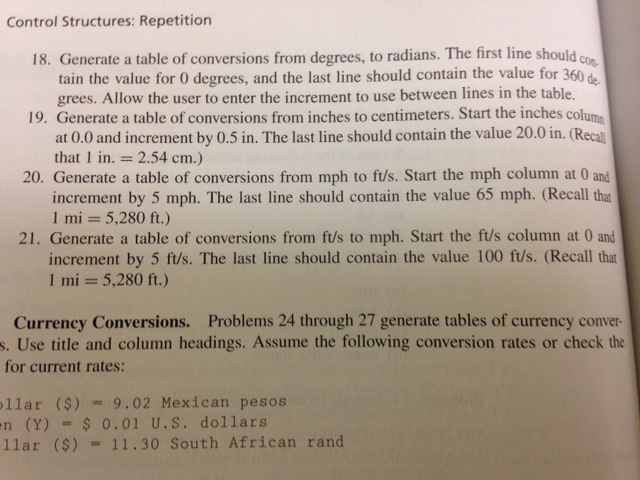 Control Structures: Repetition
18. Generate a table of conversions from degrees, to radians. The first line should con-
tain the value for 0 degrees, and the last line should contain the value for 360 de-
grees. Allow the user to enter the increment to use between lines in the table.
19. Generate a table of conversions from inches to centimeters. Start the inches column
at 0.0 and increment by 0.5 in. The last line should contain the value 20.0 in. (Recall
that 1 in. = 2.54 cm.)
20. Generate a table of conversions from mph to ft/s. Start the mph column at 0 and
increment by 5 mph. The last line should contain the value 65 mph. (Recall that
1 mi = 5,280 ft.)
21. Generate a table of conversions from ft/s to mph. Start the ft/s column at 0 and
increment by 5 ft/s. The last line should contain the value 100 ft/s. (Recall that
1 mi = 5,280 ft.)
Currency Conversions. Problems 24 through 27 generate tables of currency conver-
s. Use title and column headings. Assume the following conversion rates or check the
for current rates:
ollar ($) = 9.02 Mexican pesos
en (Y) = $ 0.01 U.S. dollars
llar ($) = 11.30 South African rand